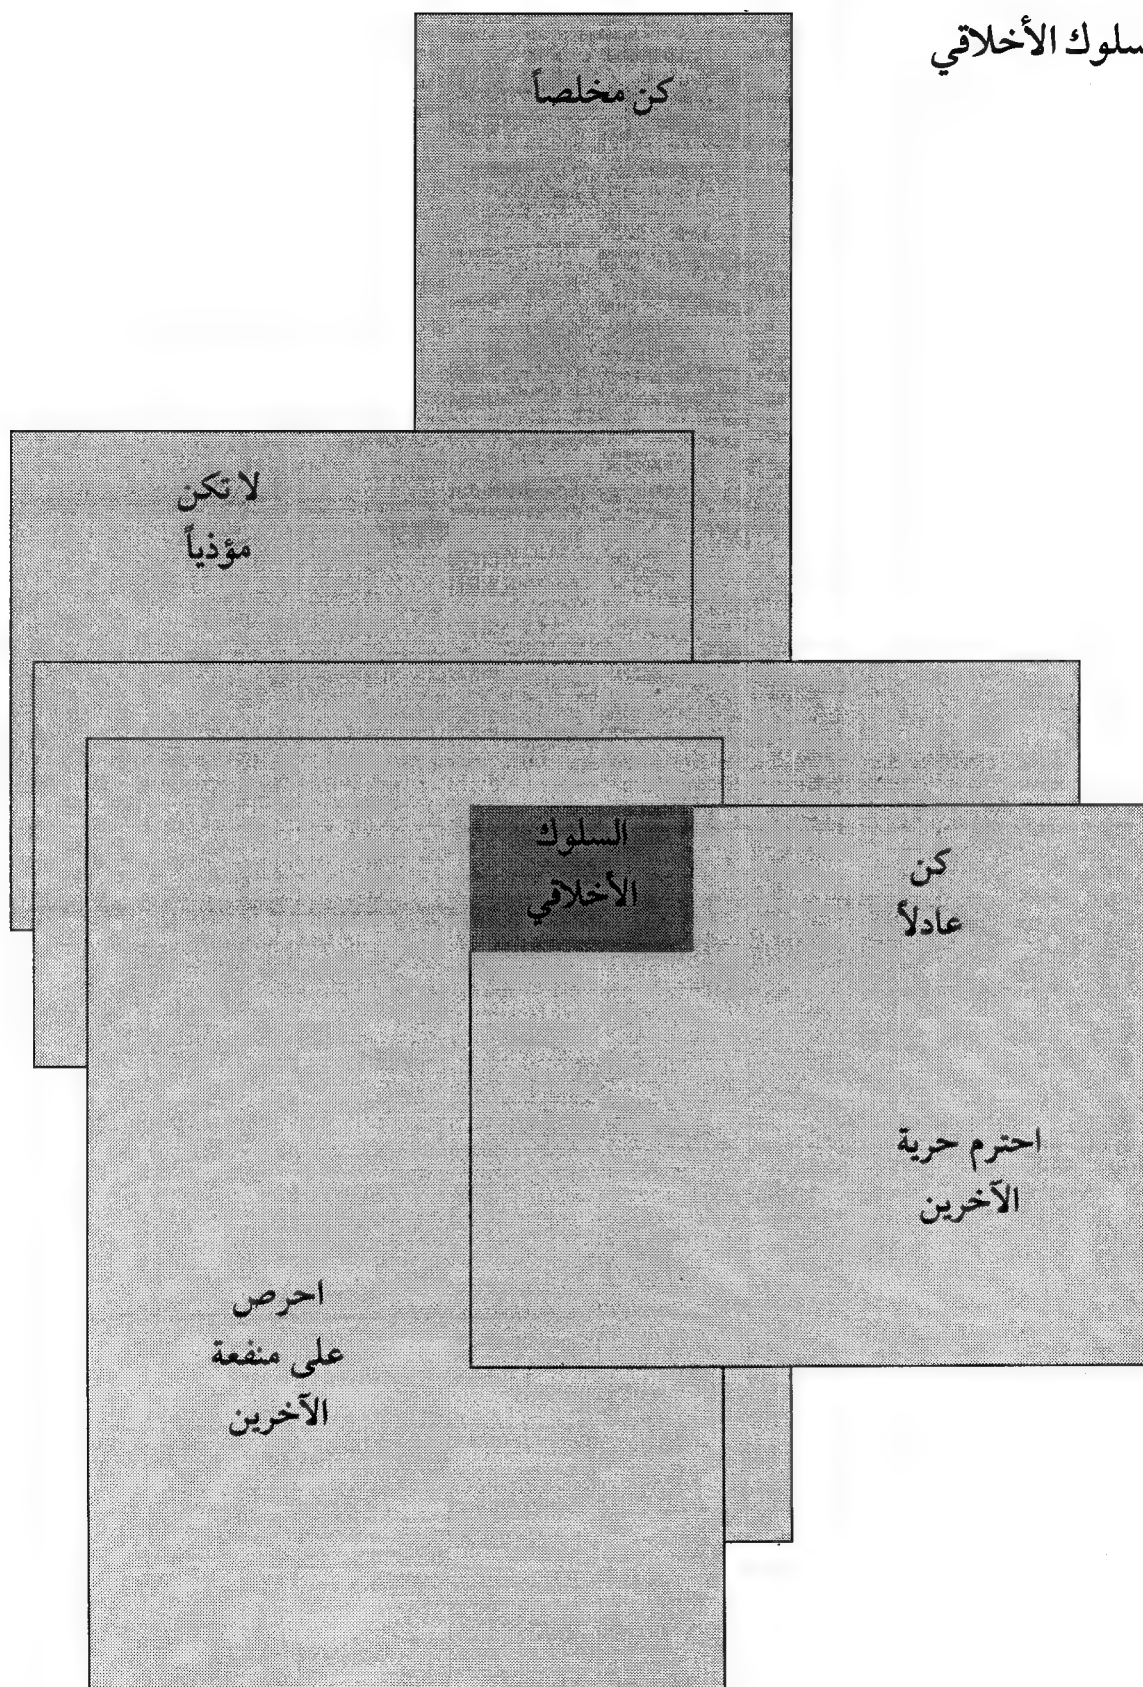 سلوك الأخلاقي
كن مخلصاً
لا تكن
مؤذياً
السلوك
الأخلاقي
كن
عادلاً
احترم حرية
الآخرين
احرص
على منفعة
الآخرين